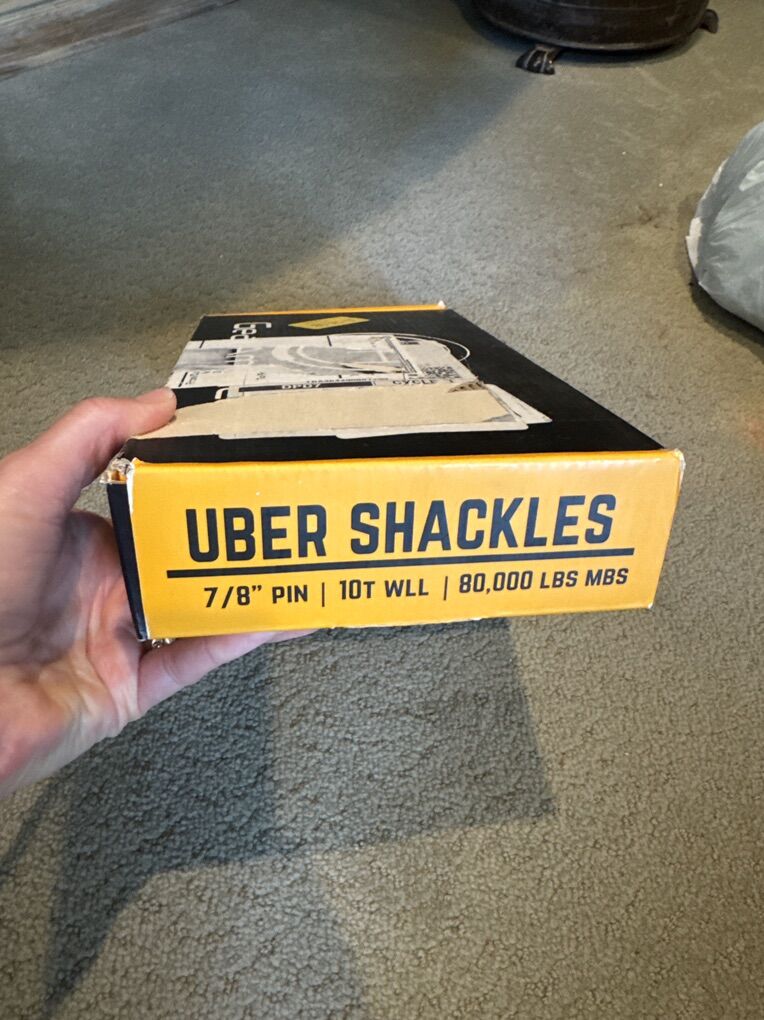 UBER SHACKLES
7/8" PIN | 10T WLL | 80,000 LBS MBS